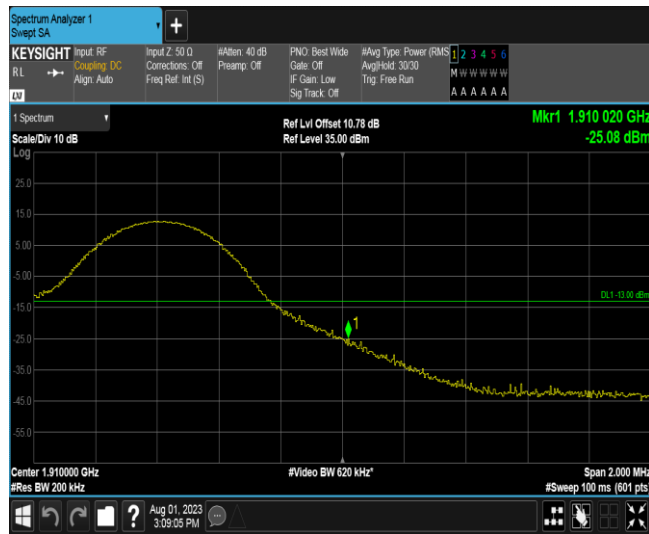 Spectrum Analyzer 1
Swept SA
KEYSIGHT
RL
LXI
Input: RF
Coupling: DC
Align: Auto
Input Z: 50 Ω
Corrections: Off
Freq Ref: Int (S)
#Atten: 40 dB
Preamp: Off
PNO: Best Wide
Gate: Off
IF Gain: Low
Sig Track: Off
#Avg Type: Power (RMS
Avg|Hold: 30/30
Trig: Free Run
1 2 3 4 5 6
M W W W W W
A A A A A A
1 Spectrum
Scale/Div 10 dB
Ref Lvl Offset 10.78 dB
Ref Level 35.00 dBm
Mkr1 1.910 020 GHz
-25.08 dBm
Log
25.0
15.0
5.00
-5.00
DL1 -13.00 dBm
-15.0
1
-25.0
-35.0
-45.0
-55.0
Center 1.910000 GHz
#Video BW 620 kHz*
Span 2.000 MHz
#Res BW 200 kHz
#Sweep 100 ms (601 pts
?
Aug 01, 2023
3:09:05 PM